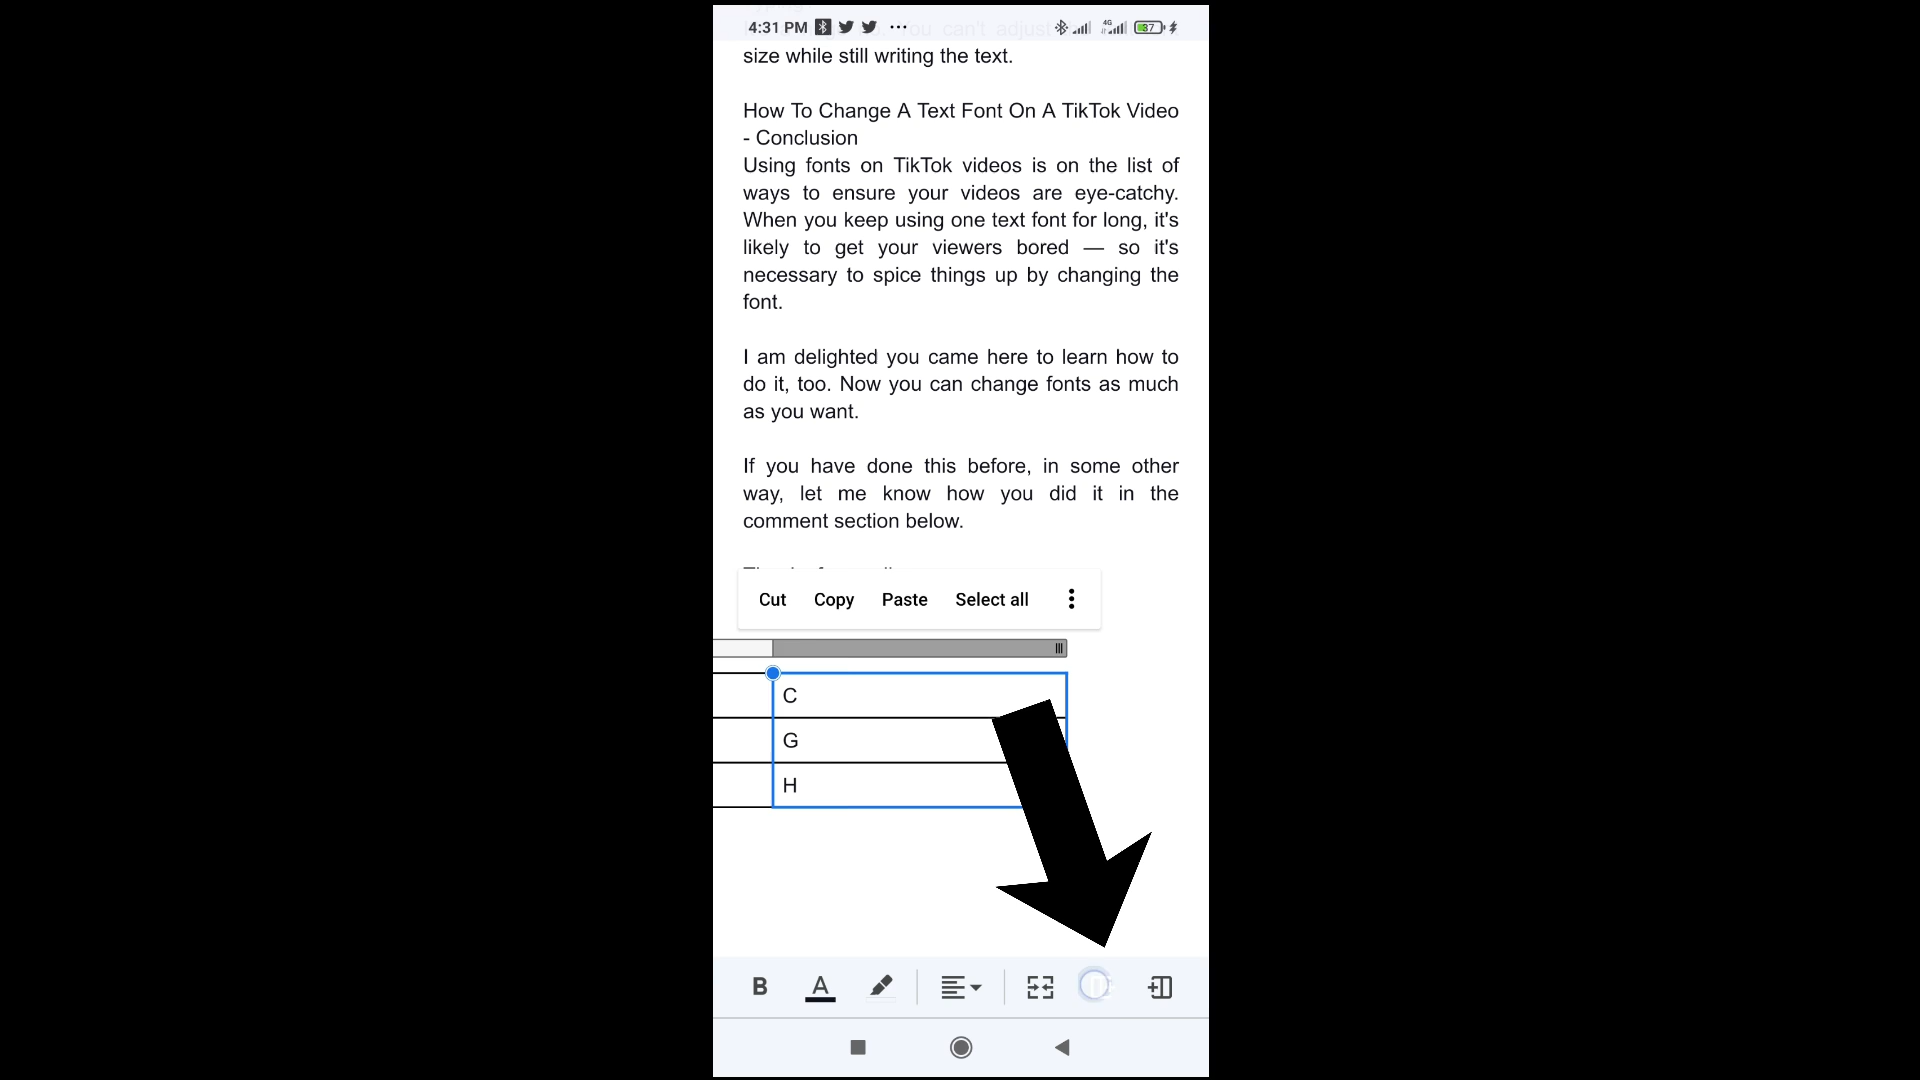 4:31 PM
4G
37
You can't adjust
size while still writing the text.
How To Change A Text Font On A TikTok Video
- Conclusion
Using fonts on TikTok videos is on the list of
ways to ensure your videos are eye-catchy.
When you keep using one text font for long, it's
likely to get your viewers bored — so it's
necessary to spice things up by changing the
font.
I am delighted you came here to learn how to
do it, too. Now you can change fonts as much
as you want.
If you have done this before, in some other
way, let me know how you did it in the
comment section below.
Cut Copy Paste Select all
C
G
H
B A